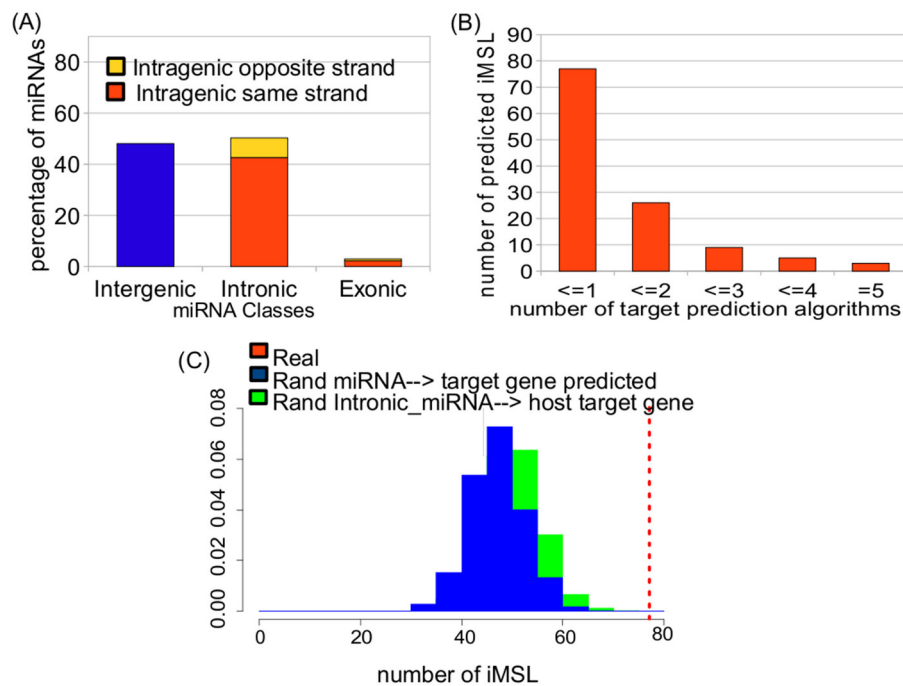 (A)
percentage of miRNAs
80
60
40
20
0
Intragenic opposite strand
Intragenic same strand
Intergenic Intronic Exonic
miRNA Classes
(B)
number of predicted iMSL
90
80
70
60
50
40
30
20
10
0
<=1 <=2 <=3 <=4 =5
number of target prediction algorithms
(C)
Real
Rand miRNA--> target gene predicted
Rand Intronic_miRNA--> host target gene
0.08
0.06
0.04
0.02
0.00
0 20 40 60 80
number of iMSL